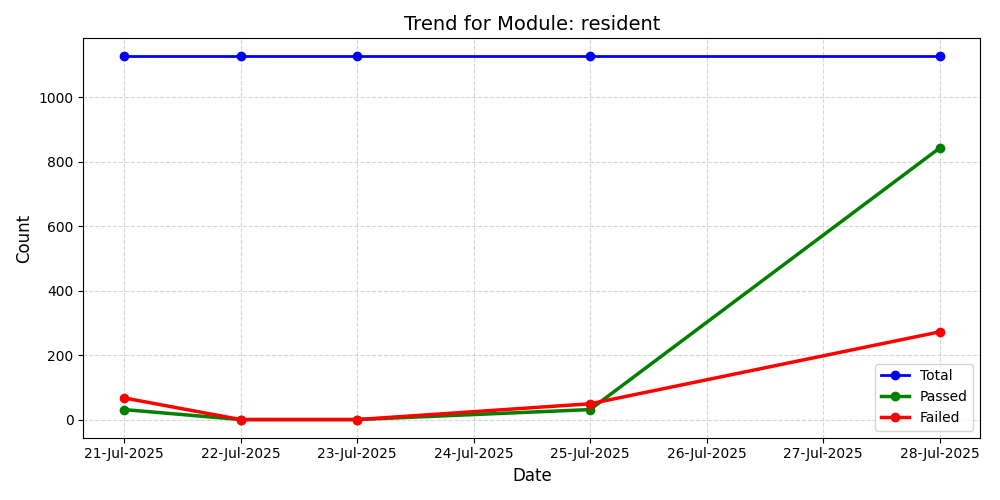 Trend for Module: resident
Count
1000
800
600
400
200
0
21-Jul-2025 22-Jul-2025 23-Jul-2025 24-Jul-2025 25-Jul-2025 26-Jul-2025 27-Jul-2025 28-Jul-2025
Date
Total
Passed
Failed